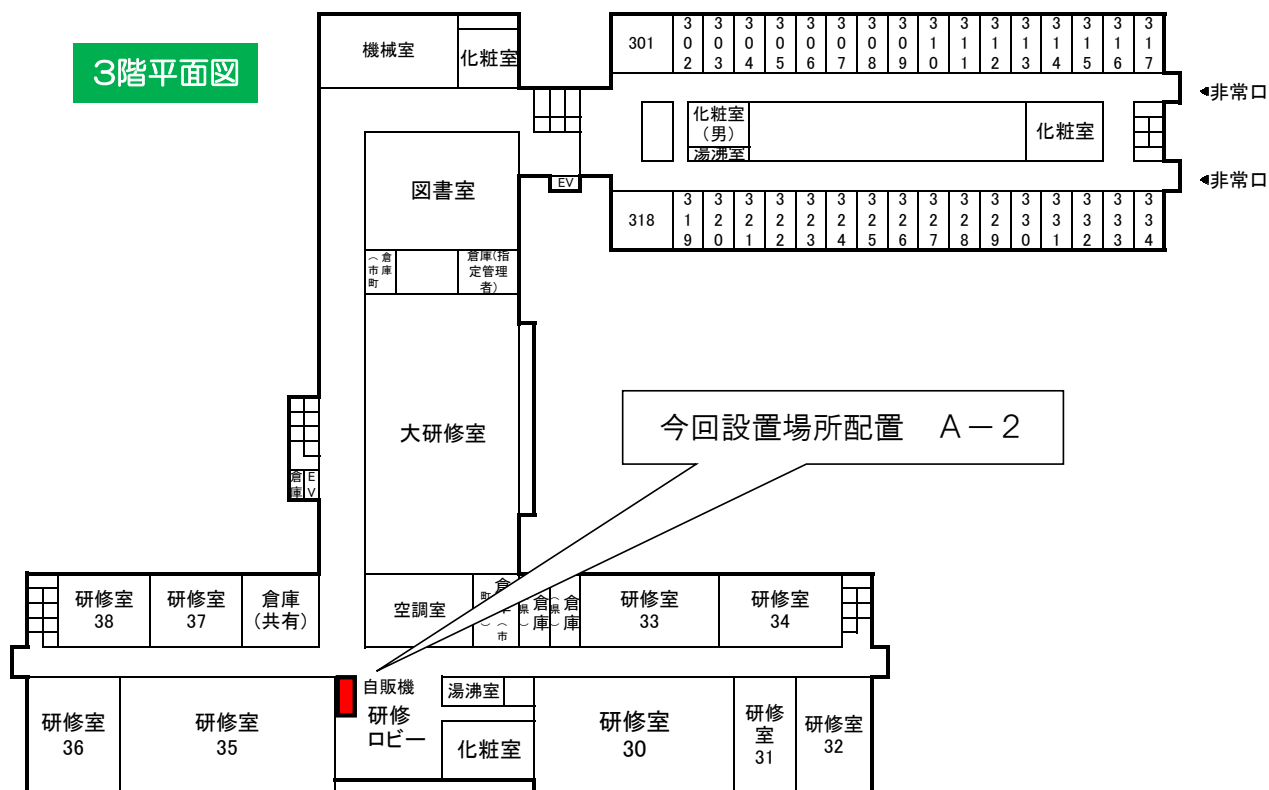 3階平面図
機械室
化粧室
301
302
303
304
305
306
307
308
309
310
311
312
313
314
315
316
317
◀非常口
化粧室
(男)
湯沸室
化粧室
◀非常口
EV
図書室
318
319
320
321
322
323
324
325
326
327
328
329
330
331
332
333
334
倉庫
(市町
倉庫(指
定管理
者)
大研修室
今回設置場所配置 A-2
倉庫
EV
研修室
38
研修室
37
倉庫
(共有)
空調室
倉庫
(県)
倉庫
(県)
研修室
33
研修室
34
自販機
研修
ロビー
湯沸室
化粧室
研修室
36
研修室
35
研修室
30
研修
室
31
研修室
32